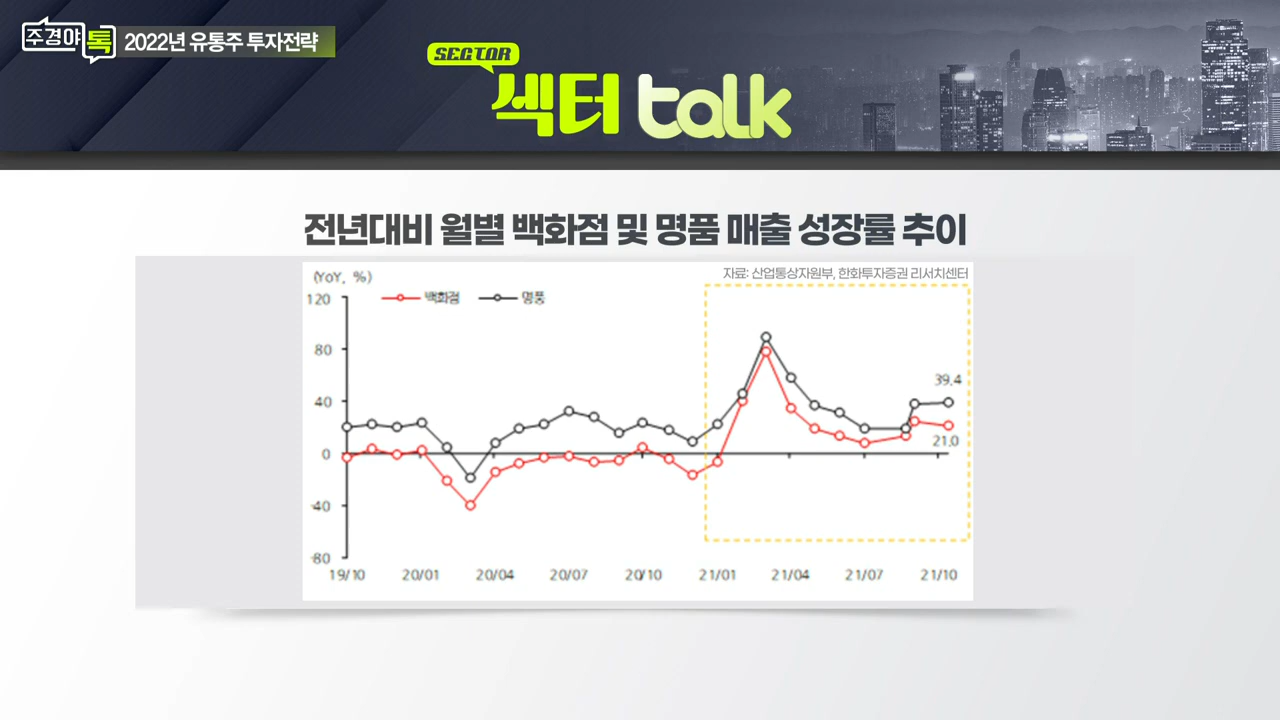 주경야톡 2022년 유통주 투자전략
SECTOR
섹터 talk
전년대비 월별 백화점 및 명품 매출 성장률 추이
자료: 산업통상자원부, 한화투자증권 리서치센터
(YoY, %)
백화점 명품
120
80
40
0
-40
-80
39.4
21.0
19/10 20/01 20/04 20/07 20/10 21/01 21/04 21/07 21/10